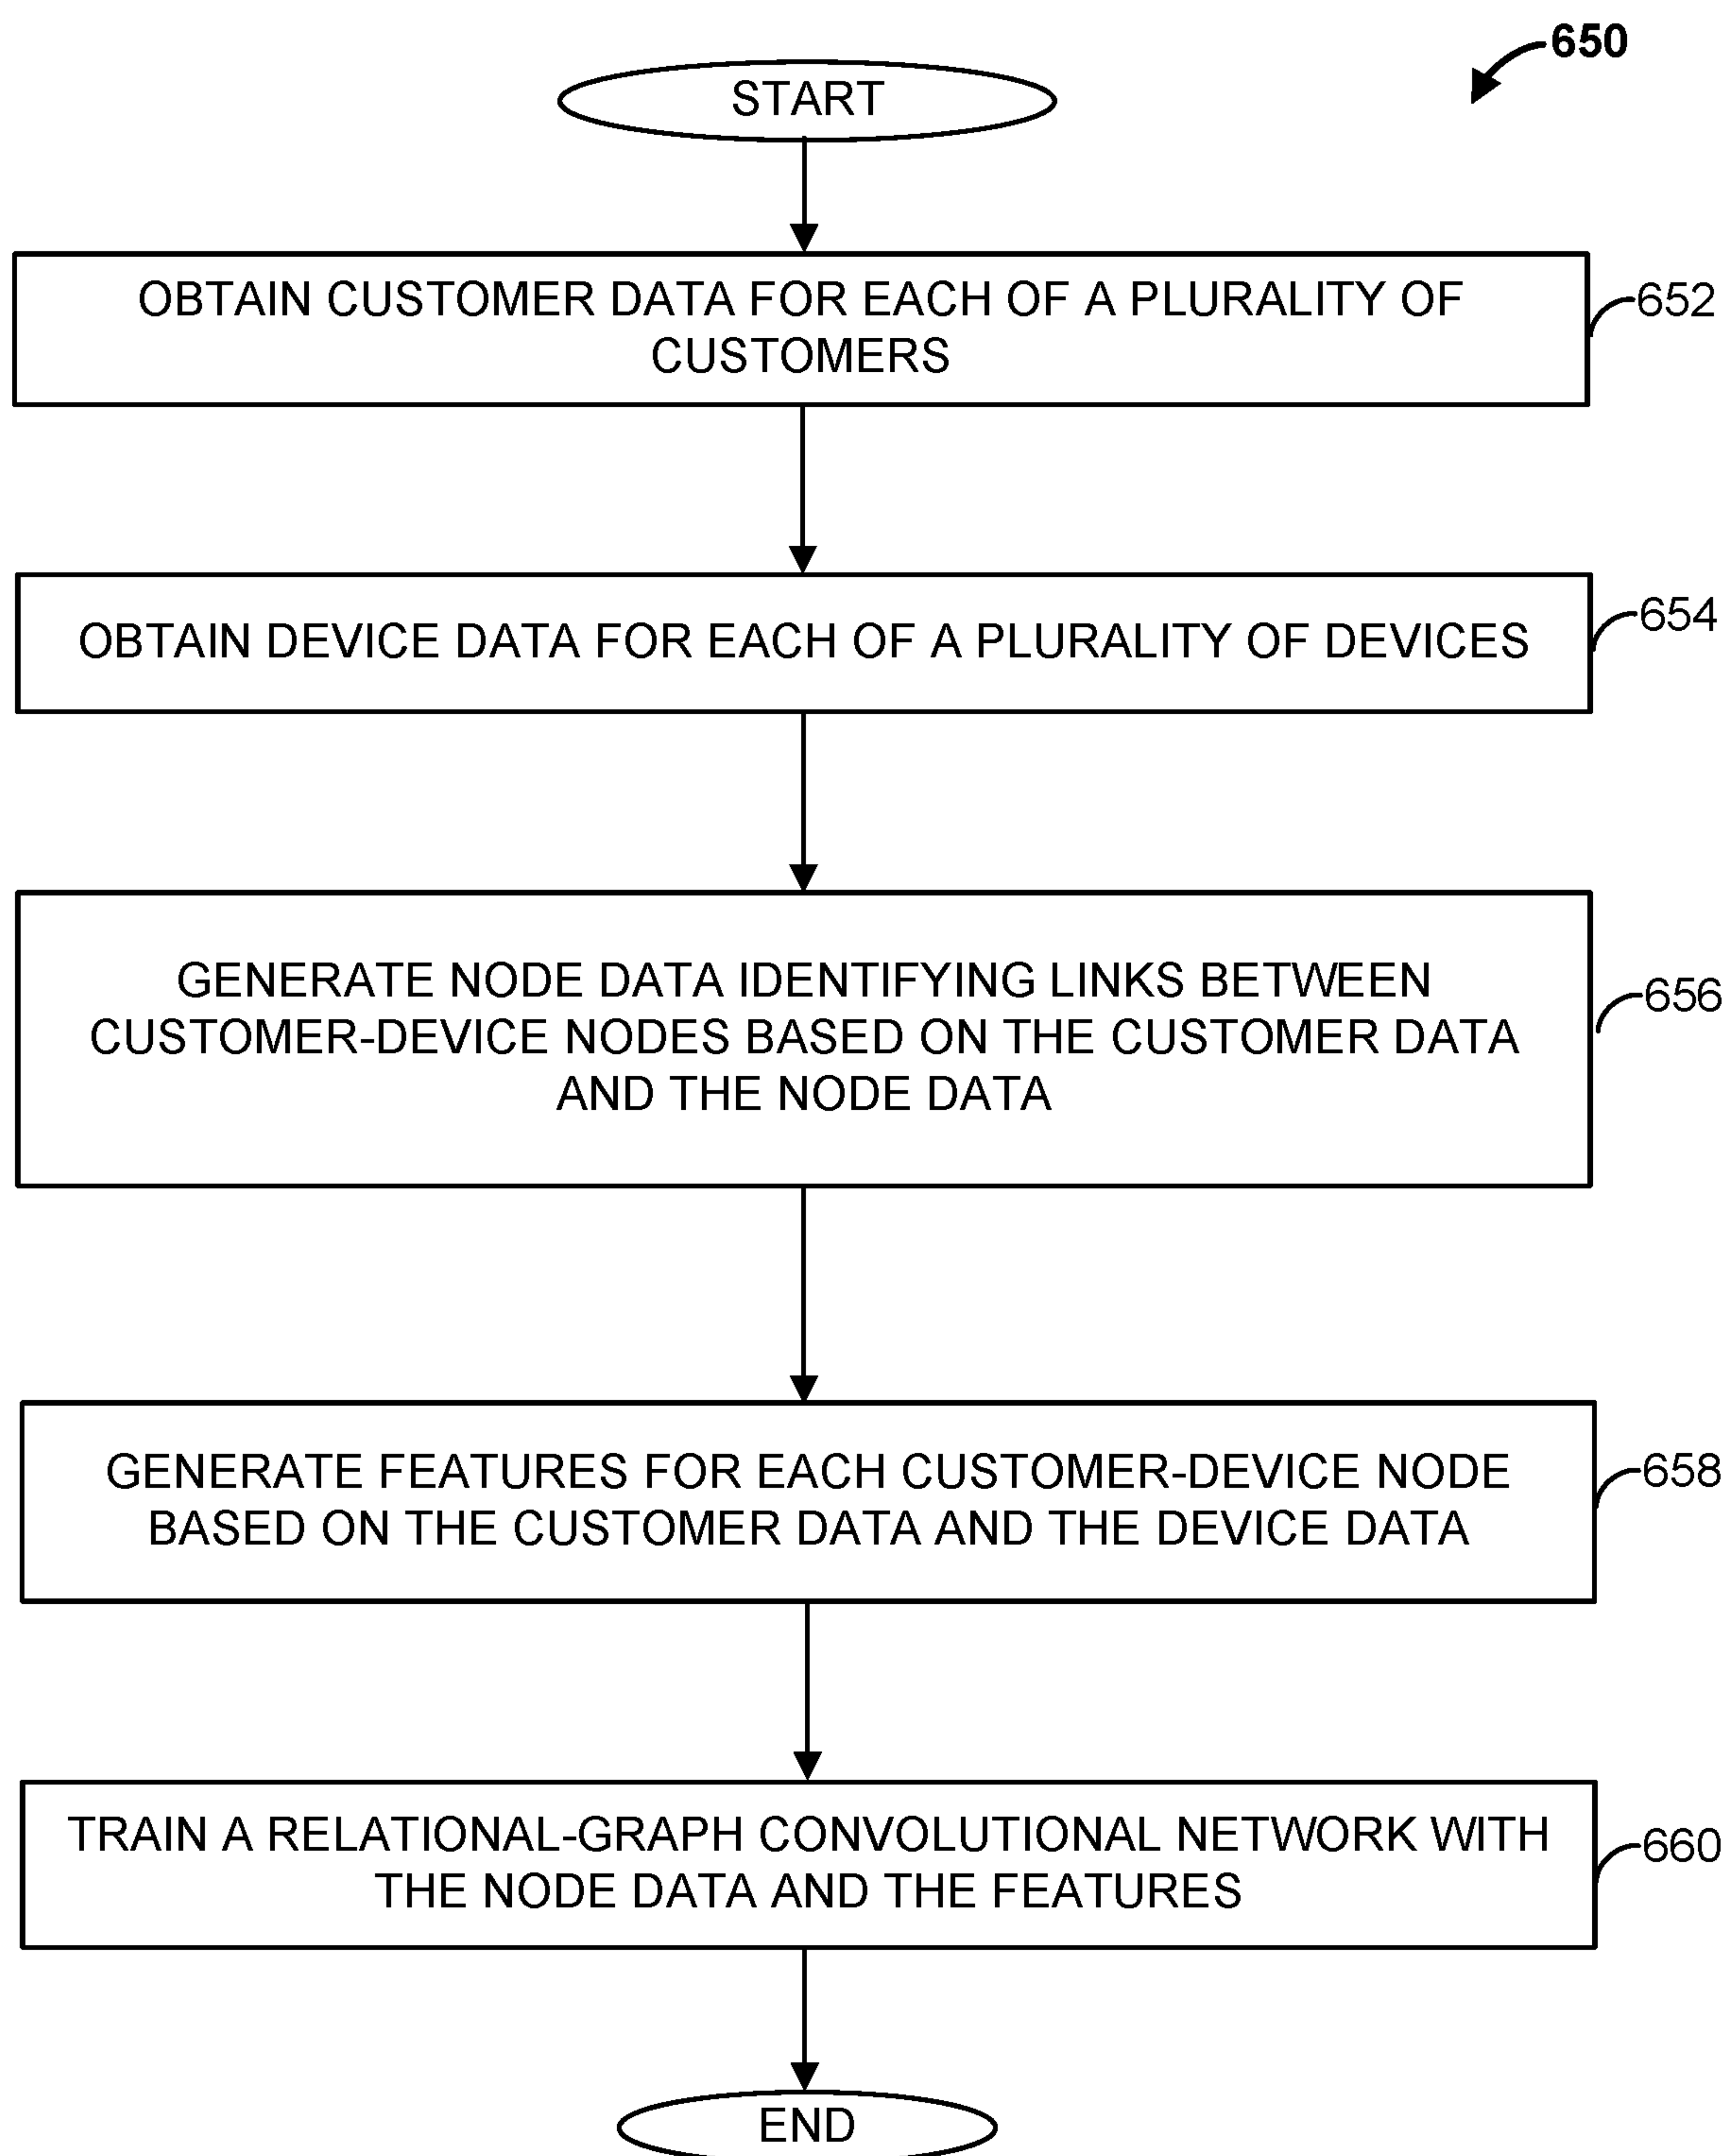 650
START
OBTAIN CUSTOMER DATA FOR EACH OF A PLURALITY OF
CUSTOMERS
652
OBTAIN DEVICE DATA FOR EACH OF A PLURALITY OF DEVICES
654
GENERATE NODE DATA IDENTIFYING LINKS BETWEEN
CUSTOMER-DEVICE NODES BASED ON THE CUSTOMER DATA
AND THE NODE DATA
656
GENERATE FEATURES FOR EACH CUSTOMER-DEVICE NODE
BASED ON THE CUSTOMER DATA AND THE DEVICE DATA
658
TRAIN A RELATIONAL-GRAPH CONVOLUTIONAL NETWORK WITH
THE NODE DATA AND THE FEATURES
660
END